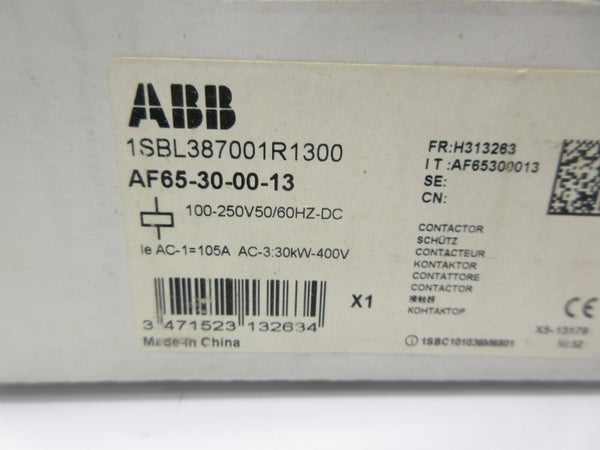 ABB
1SBL387001R1300
AF65-30-00-13
100-250V50/60HZ-DC
Ie AC-1=105A AC-3:30kW-400V
3 471523 132634
Made in China
X1
FR:H313263
IT:AF65300013
SE:
CN:
CONTACTOR
SCHÜTZ
CONTACTEUR
KONTAKTOR
CONTATTORE
CONTACTOR
接触器
КОНТАКТОР
CE
1SBC101036M6801